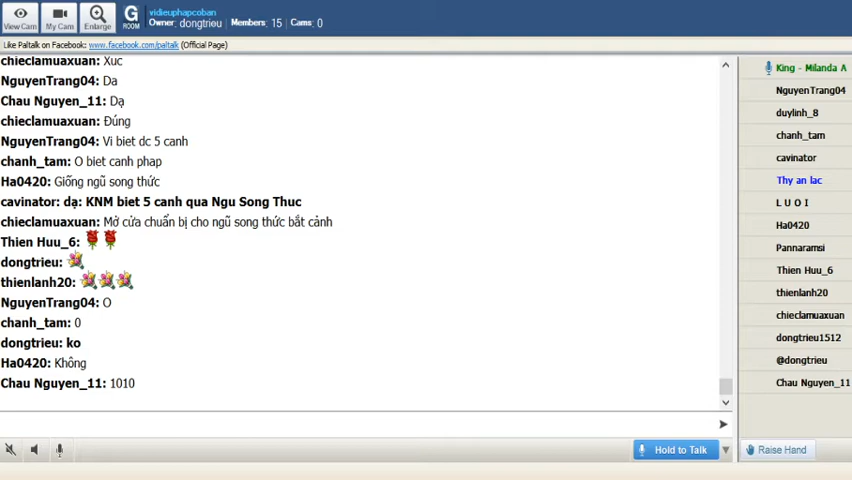 View Cam
My Cam
Enlarge
G
ROOM
vidieuphapcoban
Owner: dongtrieu Members: 15 Cams: 0
Like Paltalk on Facebook: www.facebook.com/paltalk (Official Page)
chieclamuaxuan: Xuc
NguyenTrang04: Da
Chau Nguyen_11: Dạ
chieclamuaxuan: Đúng
NguyenTrang04: Vi biet dc 5 canh
chanh_tam: O biet canh phap
Ha0420: Giống ngũ song thức
cavinator: dạ: KNM biet 5 canh qua Ngu Song Thuc
chieclamuaxuan: Mở cửa chuẩn bị cho ngũ song thức bắt cảnh
Thien Huu_6:
dongtrieu:
thienlanh20:
NguyenTrang04: O
chanh_tam: 0
dongtrieu: ko
Ha0420: Không
Chau Nguyen_11: 1010
Hold to Talk
King - Milanda A
NguyenTrang04
duylinh_8
chanh_tam
cavinator
Thy an lac
L U O I
Ha0420
Pannaramsi
Thien Huu_6
thienlanh20
chieclamuaxuan
dongtrieu1512
@dongtrieu
Chau Nguyen_11
Raise Hand